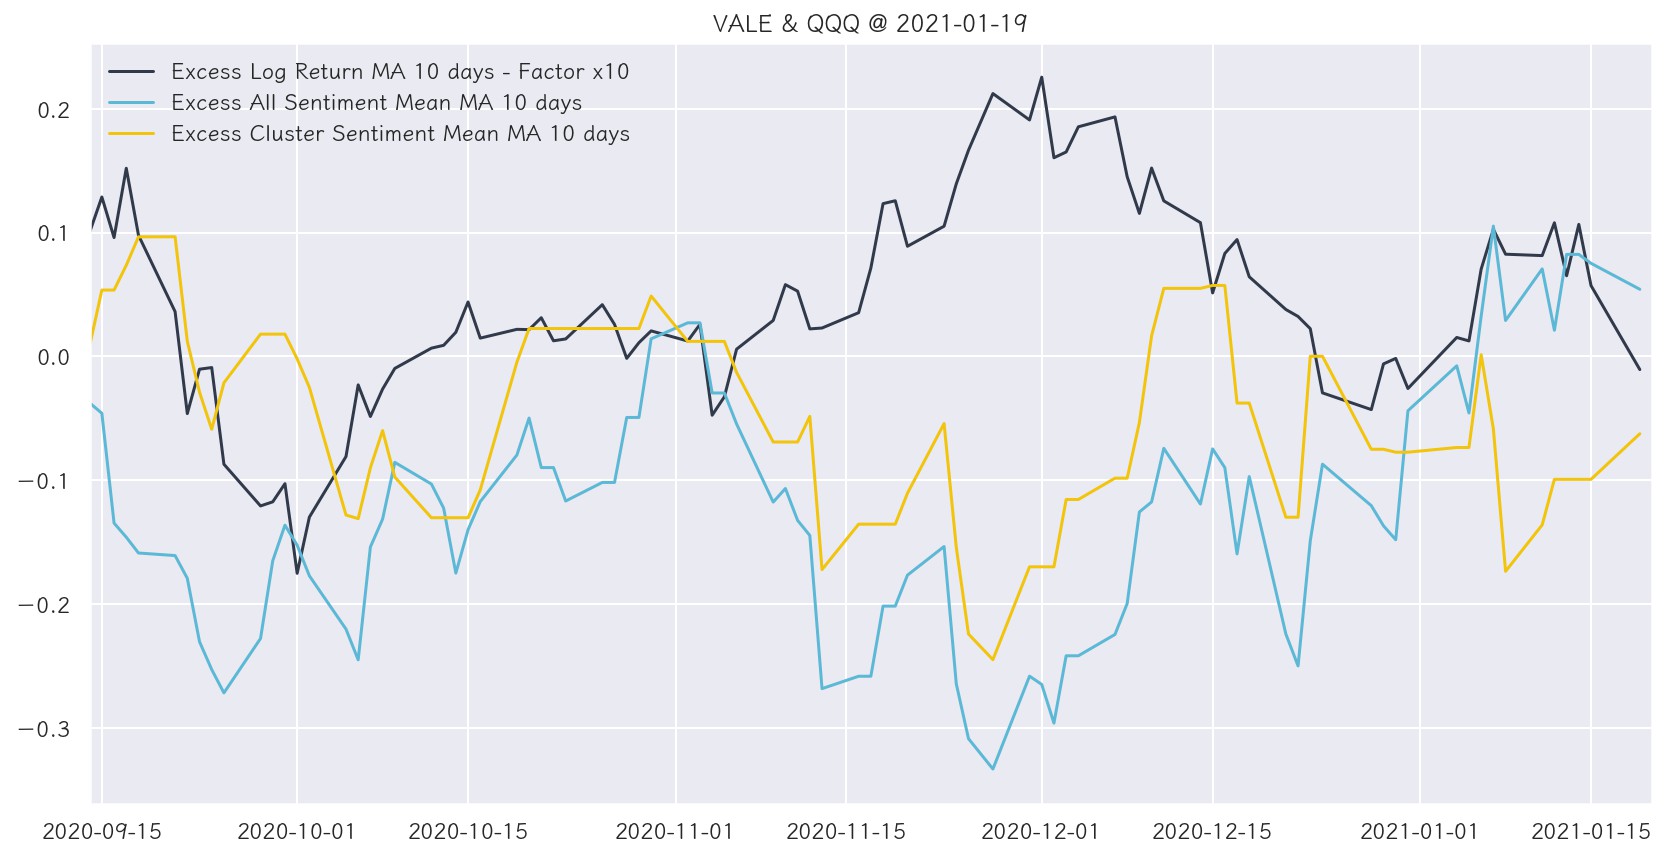 VALE & QQQ @ 2021-01-19
Excess Log Return MA 10 days - Factor x10
Excess All Sentiment Mean MA 10 days
Excess Cluster Sentiment Mean MA 10 days
0.2
0.1
0.0
−0.1
−0.2
−0.3
2020-09-15 2020-10-01 2020-10-15 2020-11-01 2020-11-15 2020-12-01 2020-12-15 2021-01-01 2021-01-15